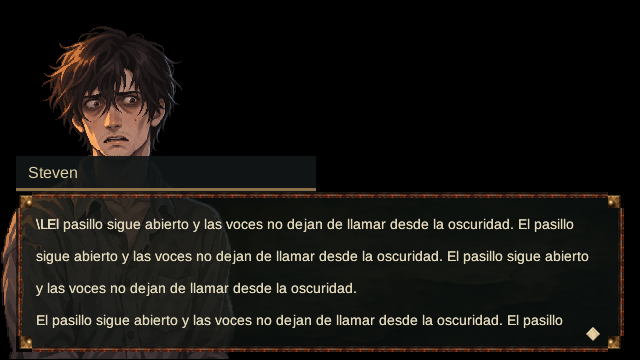 Steven
\LEl pasillo sigue abierto y las voces no dejan de llamar desde la oscuridad. El pasillo
sigue abierto y las voces no dejan de llamar desde la oscuridad. El pasillo sigue abierto
y las voces no dejan de llamar desde la oscuridad.
El pasillo sigue abierto y las voces no dejan de llamar desde la oscuridad. El pasillo